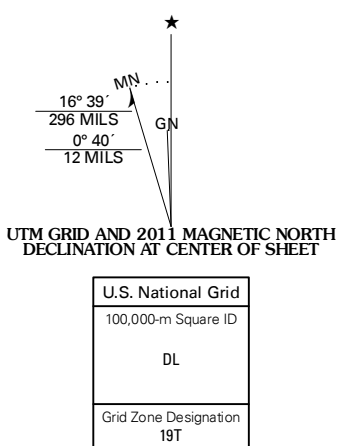 ★
MN
16° 39´
296 MILS
GN
0° 40´
12 MILS
UTM GRID AND 2011 MAGNETIC NORTH
DECLINATION AT CENTER OF SHEET
U.S. National Grid
100,000-m Square ID
DL
Grid Zone Designation
19T